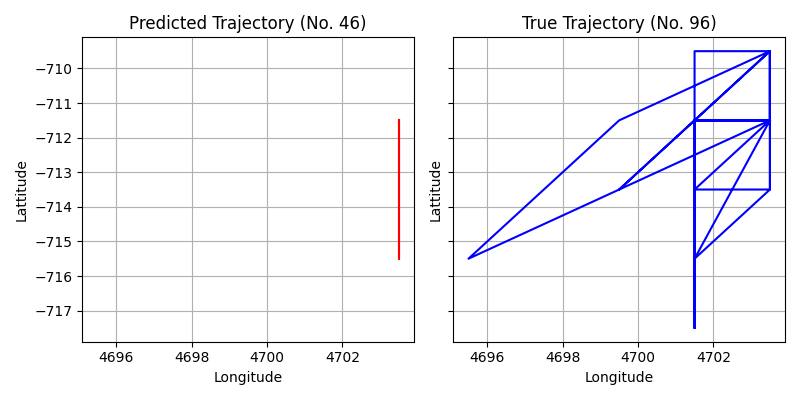 Predicted Trajectory (No. 46)
Lattitude
−710
−711
−712
−713
−714
−715
−716
−717
4696
4698
4700
4702
Longitude
True Trajectory (No. 96)
Lattitude
4696
4698
4700
4702
Longitude